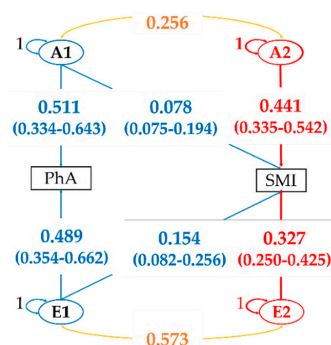 0.256
1 A1 A2 1
0.511 0.078 0.441
(0.334-0.643) (0.075-0.194) (0.335-0.542)
PhA SMI
0.489 0.154 0.327
(0.354-0.662) (0.082-0.256) (0.250-0.425)
1 E1 1 E2
0.573